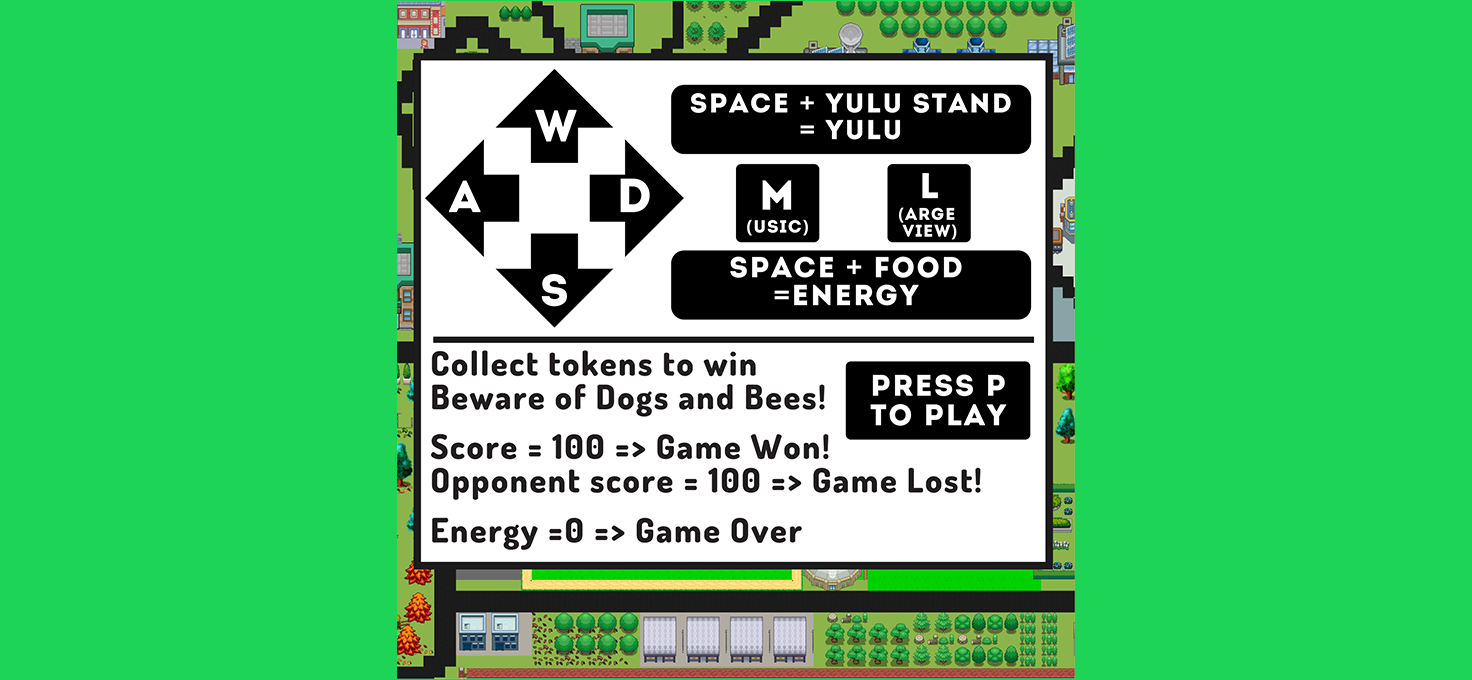 W
A
D
S
SPACE + YULU STAND
= YULU
M
(USIC)
L
(ARGE
VIEW)
SPACE + FOOD
=ENERGY
Collect tokens to win
Beware of Dogs and Bees!
PRESS P
TO PLAY
Score = 100 => Game Won!
Opponent score = 100 => Game Lost!
Energy =0 => Game Over